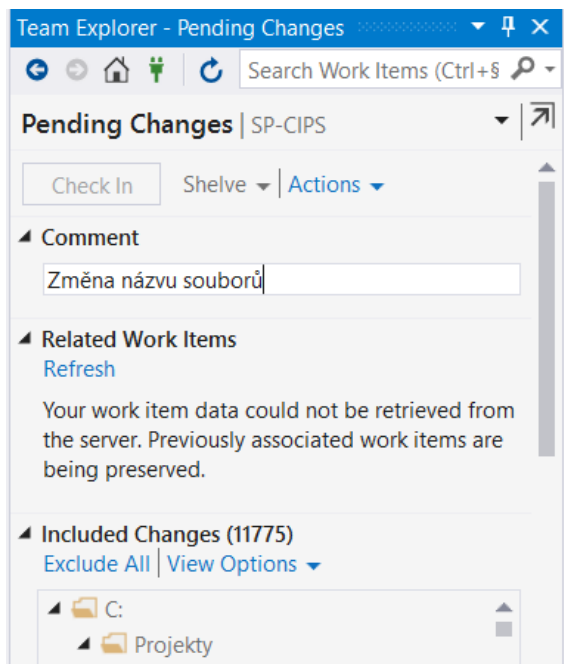 Team Explorer - Pending Changes
Search Work Items (Ctrl+§
Pending Changes | SP-CIPS
Check In Shelve Actions
Comment
Změna názvu souborů
Related Work Items
Refresh
Your work item data could not be retrieved from
the server. Previously associated work items are
being preserved.
Included Changes (11775)
Exclude All | View Options
C:
Projekty